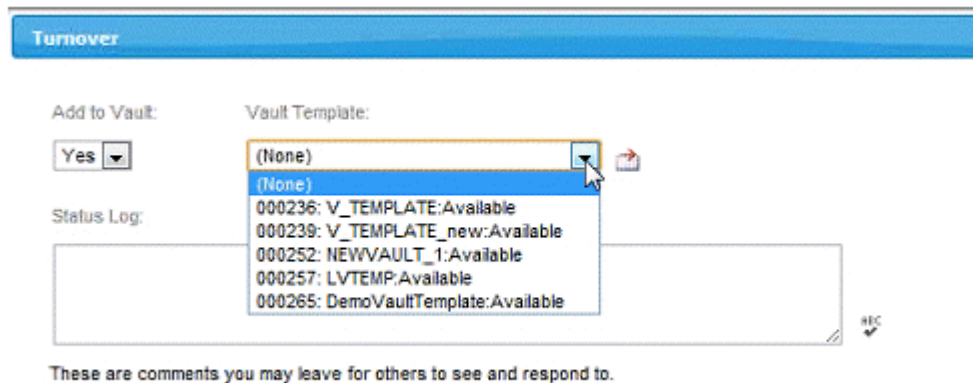 Turnover
Add to Vault: Vault Template:
Yes (None)
(None)
000236: V_TEMPLATE:Available
000239: V_TEMPLATE_new:Available
Status Log:
000252: NEWVAULT_1:Available
000257: LVTEMP:Available
000265: DemoVaultTemplate:Available
ABC
These are comments you may leave for others to see and respond to.